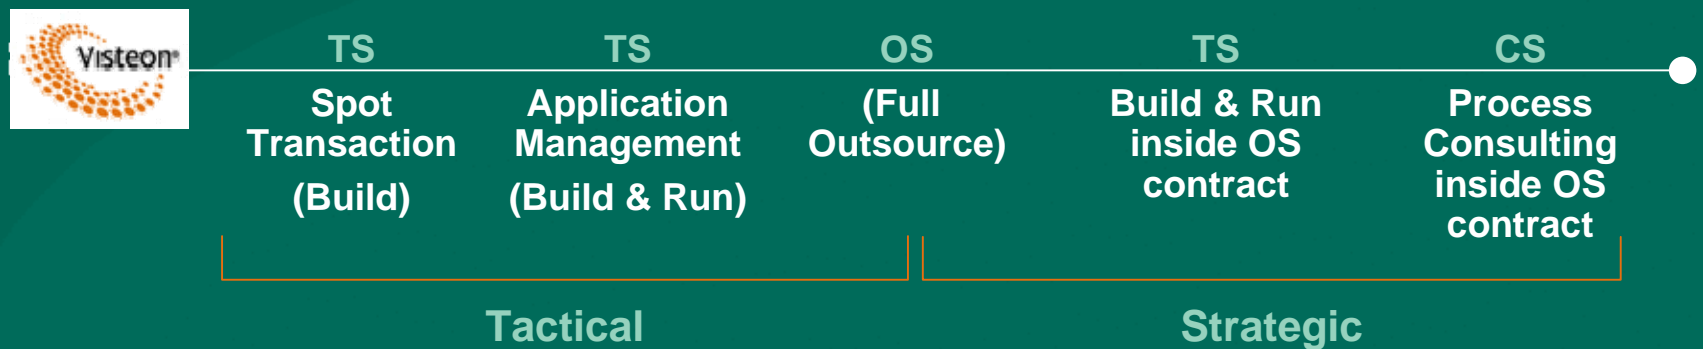 Visteon®
TS
TS
OS
TS
CS
Spot
Transaction
(Build)
Application
Management
(Build & Run)
(Full
Outsource)
Build & Run
inside OS
contract
Process
Consulting
inside OS
contract
Tactical
Strategic